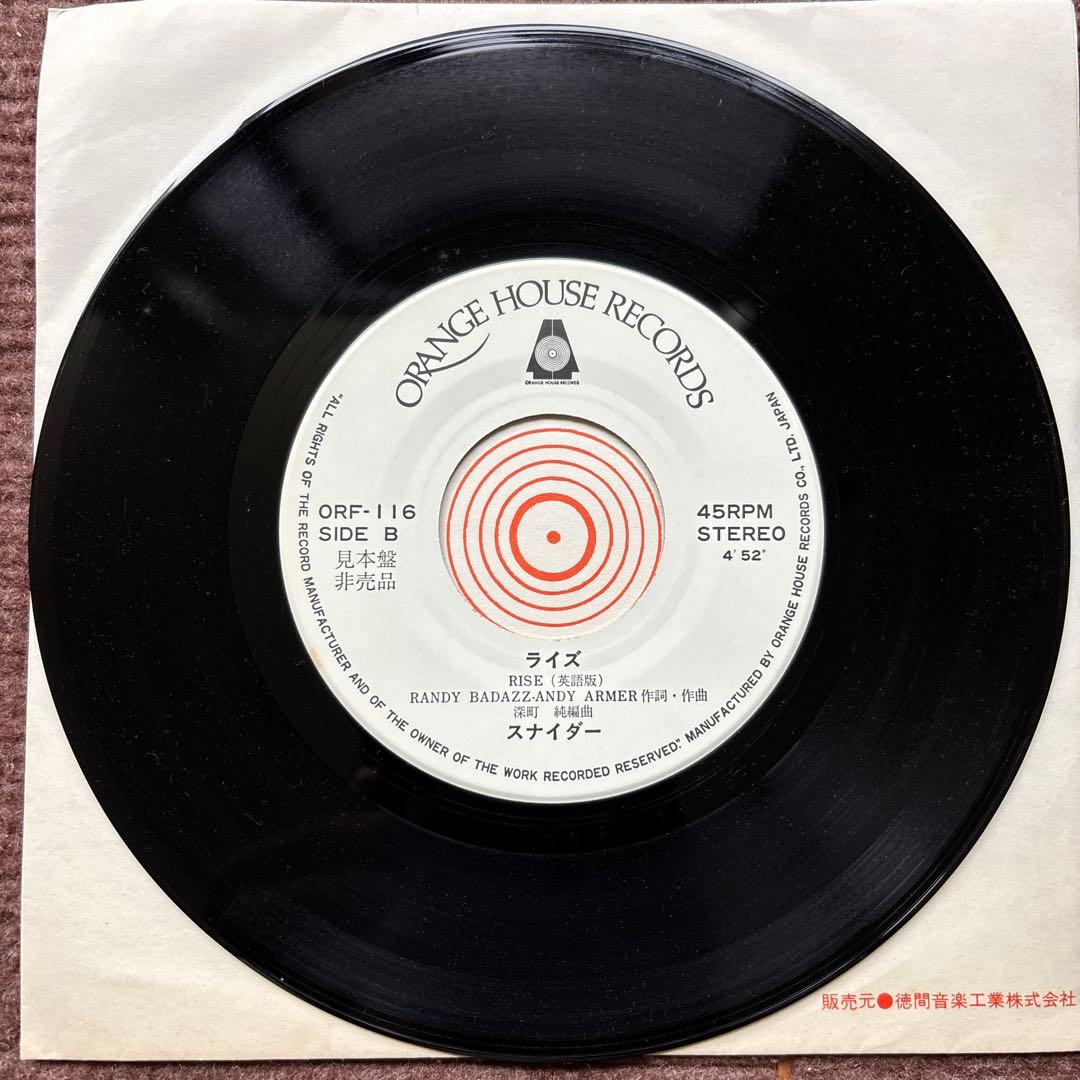 ORANGE HOUSE RECORDS
ORANGE HOUSE RECORDS
ORF-116
SIDE B
見本盤
非売品
45RPM
STEREO
4'52"
ライズ
RISE (英語版)
RANDY BADAZZ-ANDY ARMER 作詞・作曲
深町 純編曲
スナイダー
"ALL RIGHTS OF THE RECORD MANUFACTURER AND OF THE OWNER OF THE WORK RECORDED RESERVED." MANUFACTURED BY ORANGE HOUSE RECORDS CO., LTD. JAPAN
販売元●徳間音楽工業株式会社